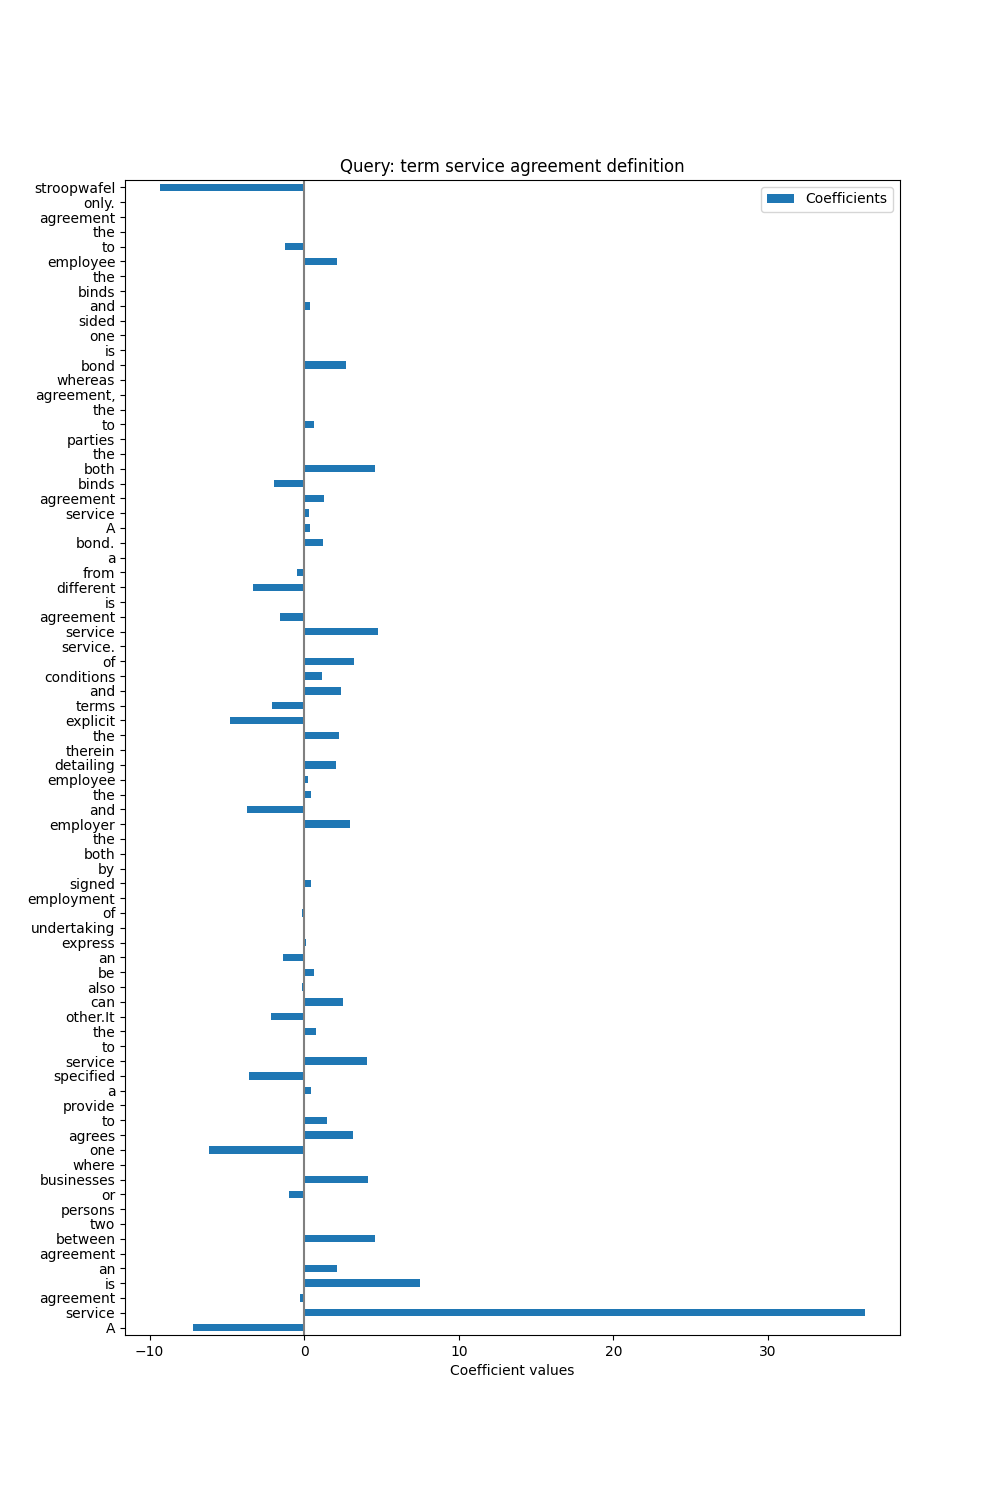 Query: term service agreement definition
Coefficients
stroopwafel
only.
agreement
the
to
employee
the
binds
and
sided
one
is
bond
whereas
agreement,
the
to
parties
the
both
binds
agreement
service
A
bond.
a
from
different
is
agreement
service
service.
of
conditions
and
terms
explicit
the
therein
detailing
employee
the
and
employer
the
both
by
signed
employment
of
undertaking
express
an
be
also
can
other.It
the
to
service
specified
a
provide
to
agrees
one
where
businesses
or
persons
two
between
agreement
an
is
agreement
service
A
−10 0 10 20 30
Coefficient values